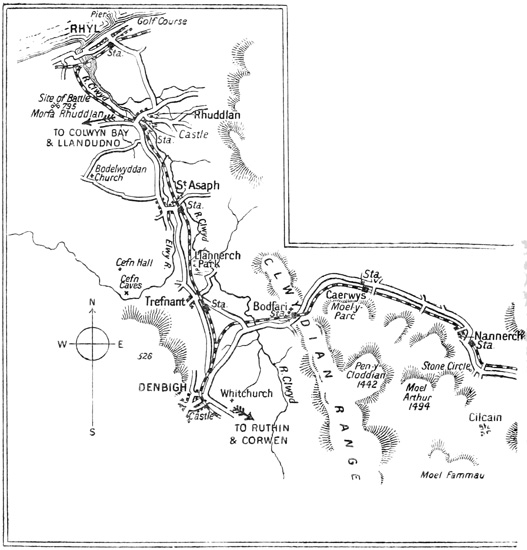 Pier
Golf Course
RHYL
Sta.
R. Clwyd
Site of Battle
795
Morfa Rhuddlan
Rhuddlan
TO COLWYN BAY
& LLANDUDNO
Castle
Sta.
Bodelwyddan
Church
St Asaph
Sta.
R. Clwyd
Elwy R.
Llannerch
Park
Cefn Hall
Cefn
Caves
Trefnant
Sta.
CLWYDIAN RANGE
Bodfari
Sta.
Sta.
Caerwys
Moel-y-
Parc
Nannerch
Sta.
N
W
E
S
526
Pen-y-
Cloddian
1442
Stone Circle
Moel
Arthur
1494
DENBIGH
Whitchurch
R. Clwyd
Castle
TO RUTHIN
& CORWEN
Cilcain
Moel Fammau